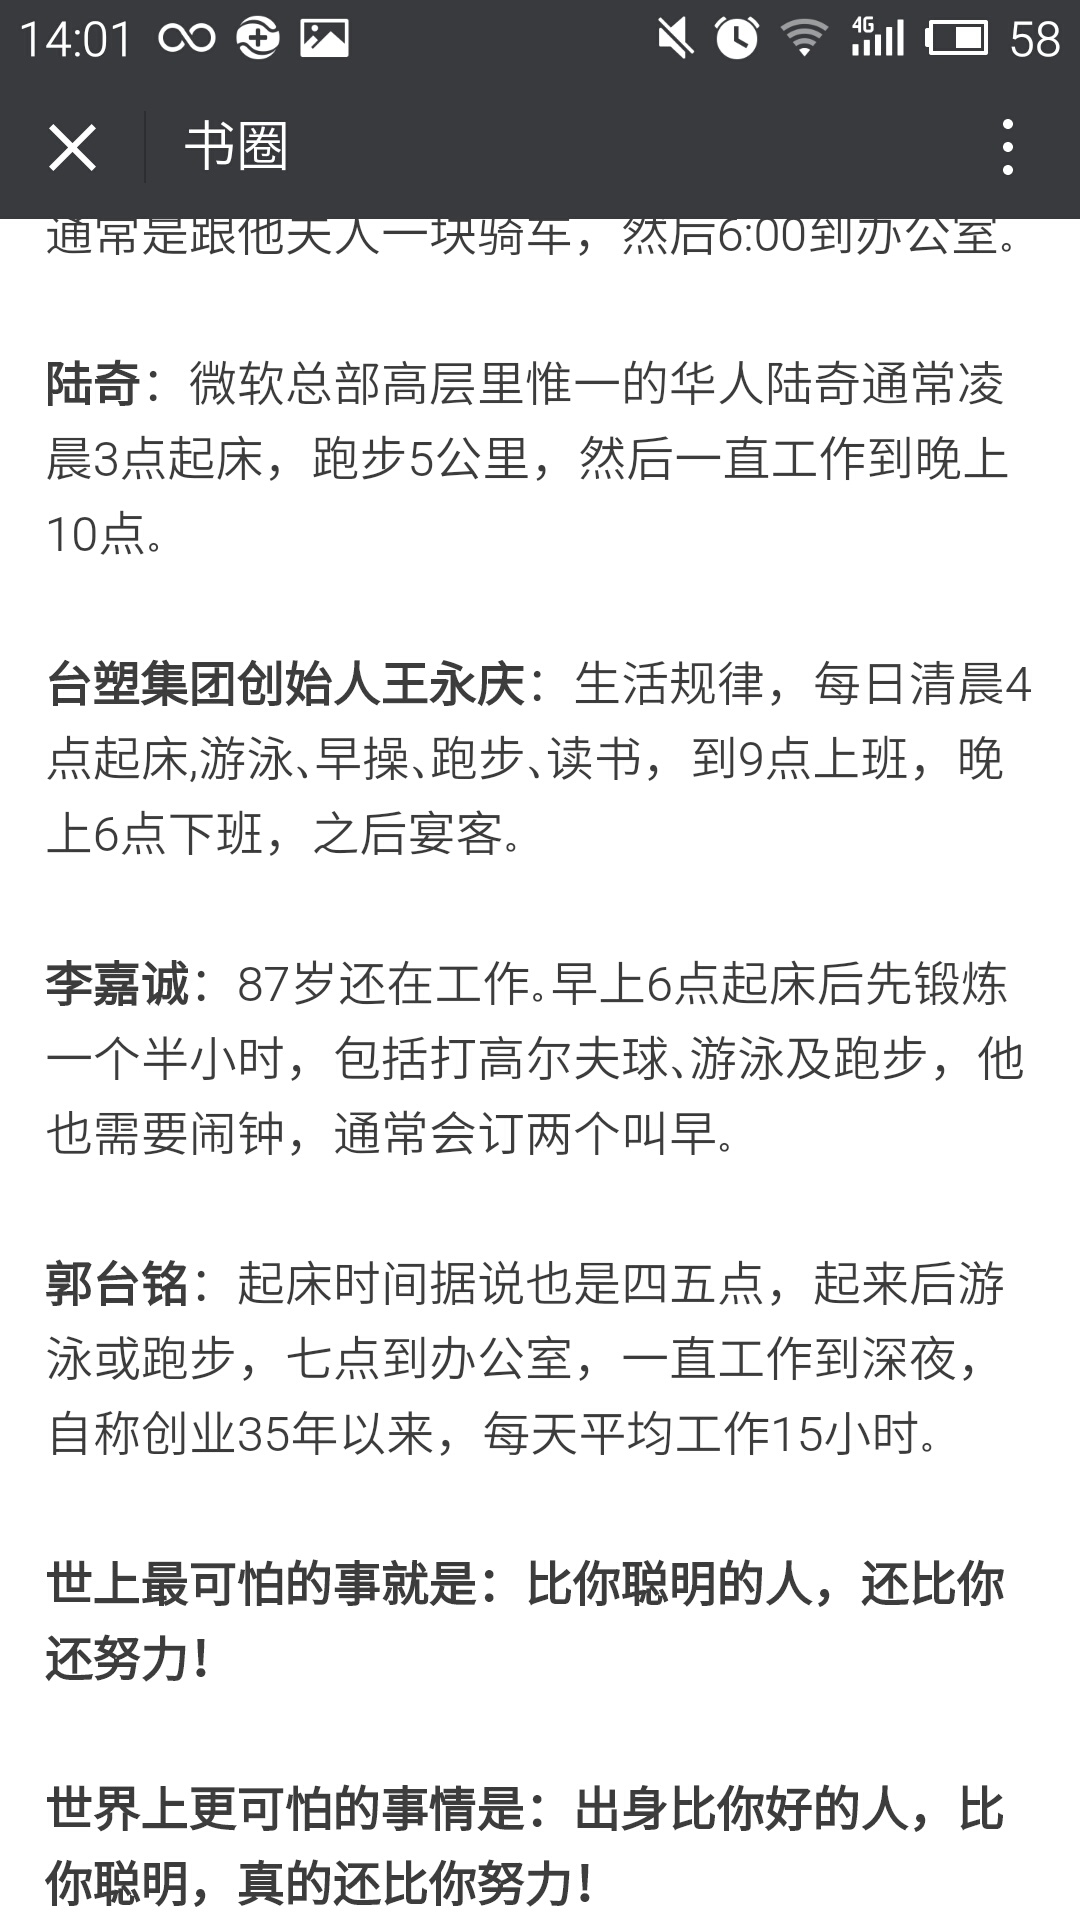 14:01 4G 58
书圈
通常是跟他夫人一块骑车，然后6:00到办公室。
陆奇：微软总部高层里惟一的华人陆奇通常凌
晨3点起床，跑步5公里，然后一直工作到晚上
10点。
台塑集团创始人王永庆：生活规律，每日清晨4
点起床,游泳、早操、跑步、读书，到9点上班，晚
上6点下班，之后宴客。
李嘉诚：87岁还在工作。早上6点起床后先锻炼
一个半小时，包括打高尔夫球、游泳及跑步，他
也需要闹钟，通常会订两个叫早。
郭台铭：起床时间据说也是四五点，起来后游
泳或跑步，七点到办公室，一直工作到深夜，
自称创业35年以来，每天平均工作15小时。
世上最可怕的事就是：比你聪明的人，还比你
还努力！
世界上更可怕的事情是：出身比你好的人，比
你聪明，真的还比你努力！